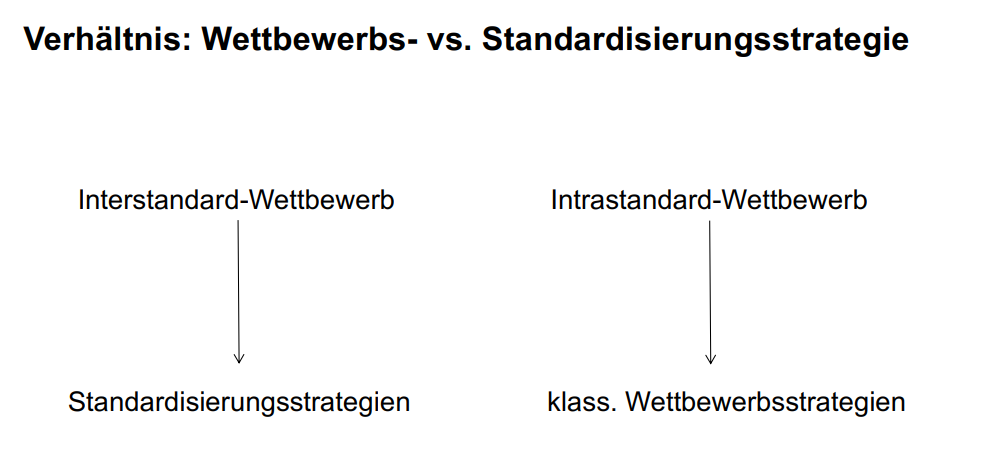 Verhältnis: Wettbewerbs- vs. Standardisierungsstrategie
Interstandard-Wettbewerb
Intrastandard-Wettbewerb
Standardisierungsstrategien
klass. Wettbewerbsstrategien